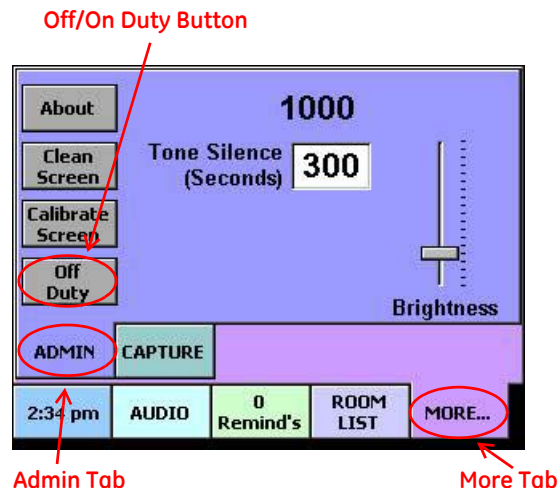 Off/On Duty Button
About
1000
Clean
Screen
Tone Silence
(Seconds)
300
Calibrate
Screen
Off
Duty
Brightness
ADMIN
CAPTURE
2:34 pm
AUDIO
0
Remind's
ROOM
LIST
MORE...
Admin Tab
More Tab